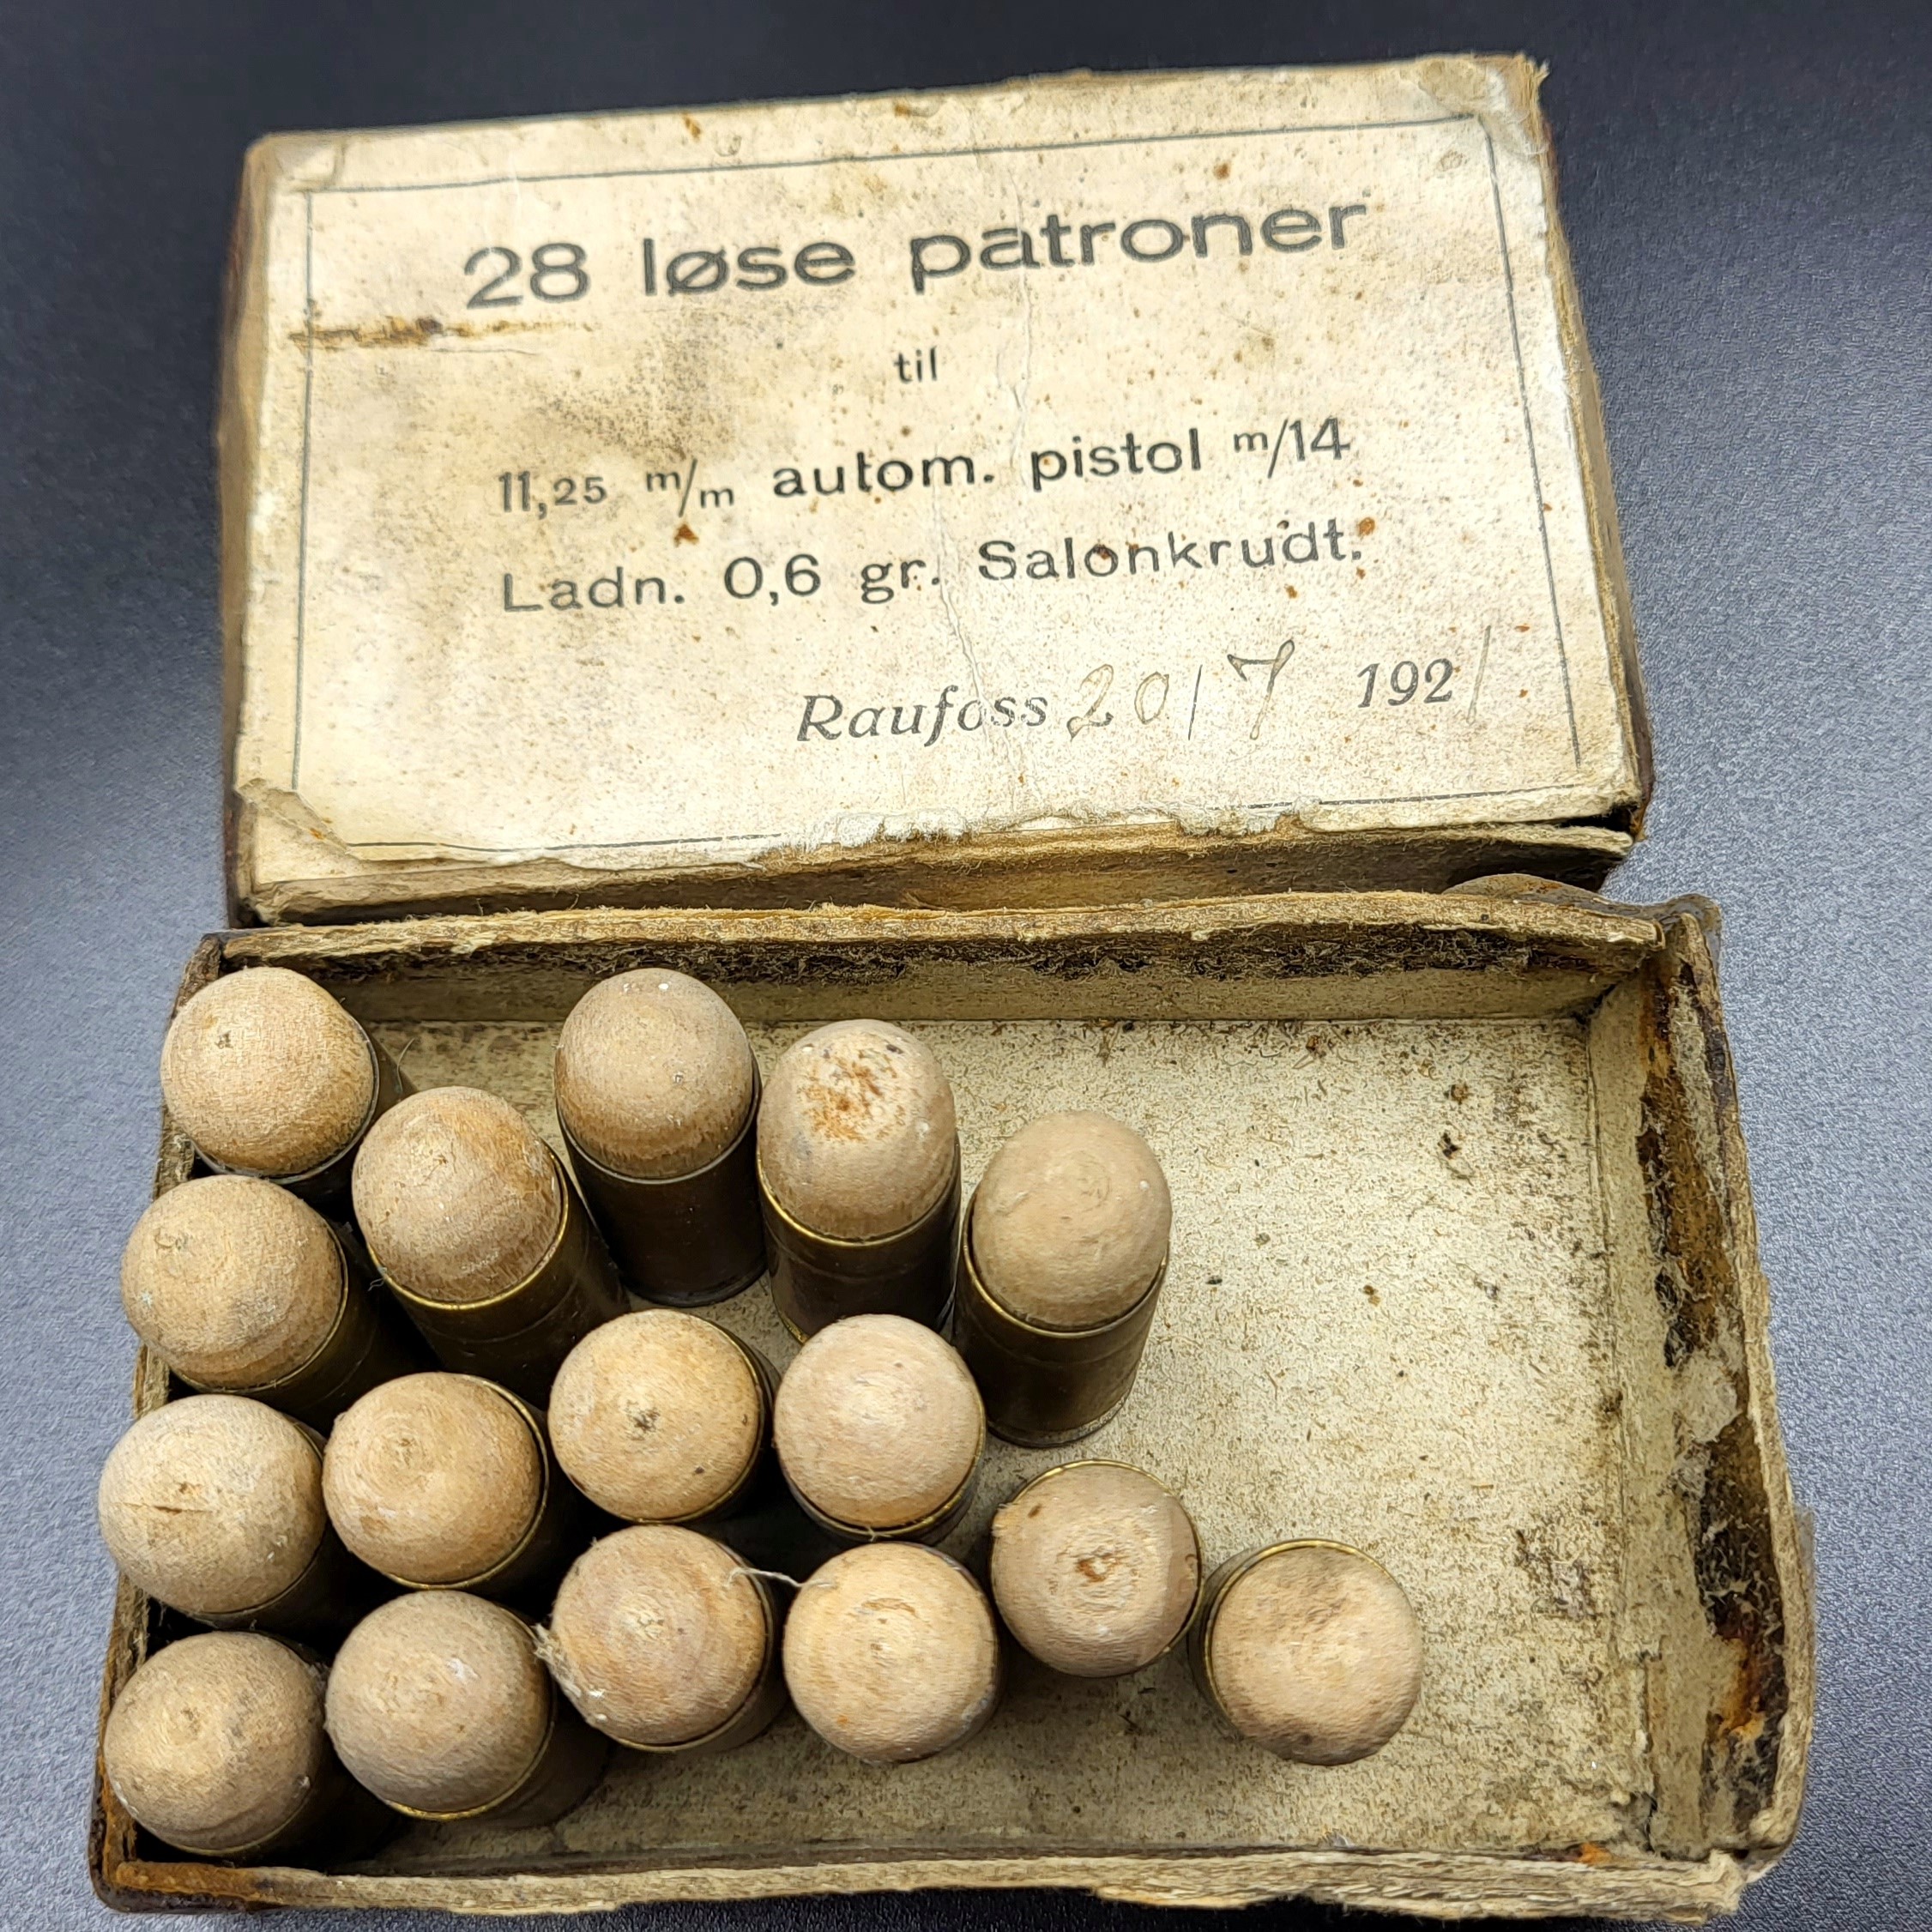 28 løse patroner
til
11,25 m/m autom. pistol m/14
Ladn. 0,6 gr. Salonkrudt.
Raufoss 20/7 1921